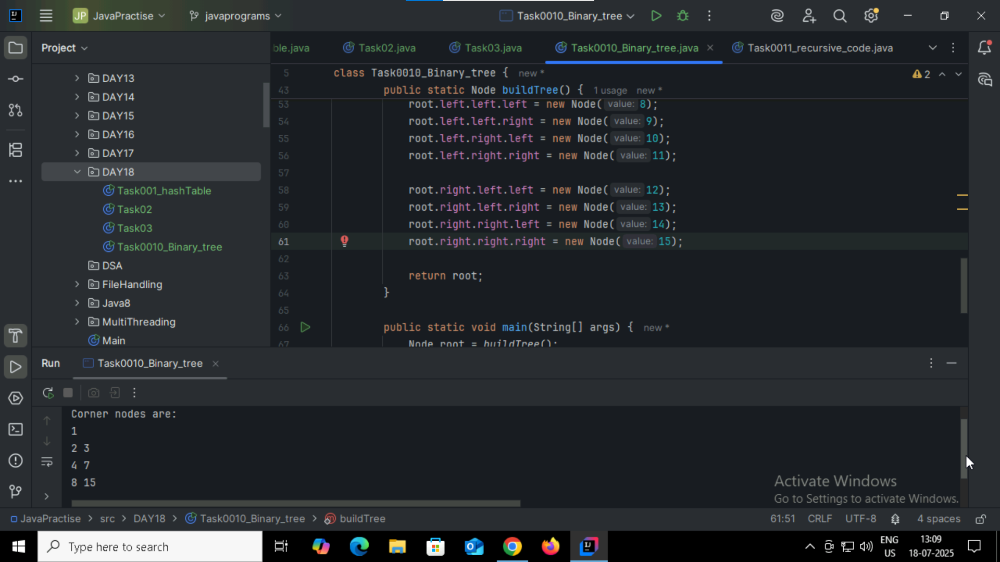 JP JavaPractise
javaprograms
Task0010_Binary_tree
Project
ble.java
Task02.java
Task03.java
Task0010_Binary_tree.java
Task0011_recursive_code.java
DAY13
DAY14
DAY15
DAY16
DAY17
DAY18
Task001_hashTable
Task02
Task03
Task0010_Binary_tree
DSA
FileHandling
Java8
MultiThreading
Main
5 class Task0010_Binary_tree { new *
2
43 public static Node buildTree() { 1 usage new *
53 root.left.left.left = new Node( value: 8);
54 root.left.left.right = new Node( value: 9);
55 root.left.right.left = new Node( value: 10);
56 root.left.right.right = new Node( value: 11);
57
58 root.right.left.left = new Node( value: 12);
59 root.right.left.right = new Node( value: 13);
60 root.right.right.left = new Node( value: 14);
61 root.right.right.right = new Node( value: 15);
62
63 return root;
64 }
65
66 public static void main(String[] args) { new *
67 Node root = buildTree();
Run Task0010_Binary_tree
Corner nodes are:
1
2 3
4 7
8 15
Activate Windows
Go to Settings to activate Windows.
JavaPractise > src > DAY18 > Task0010_Binary_tree > buildTree
61:51 CRLF UTF-8 4 spaces
Type here to search
ENG
US
13:09
18-07-2025